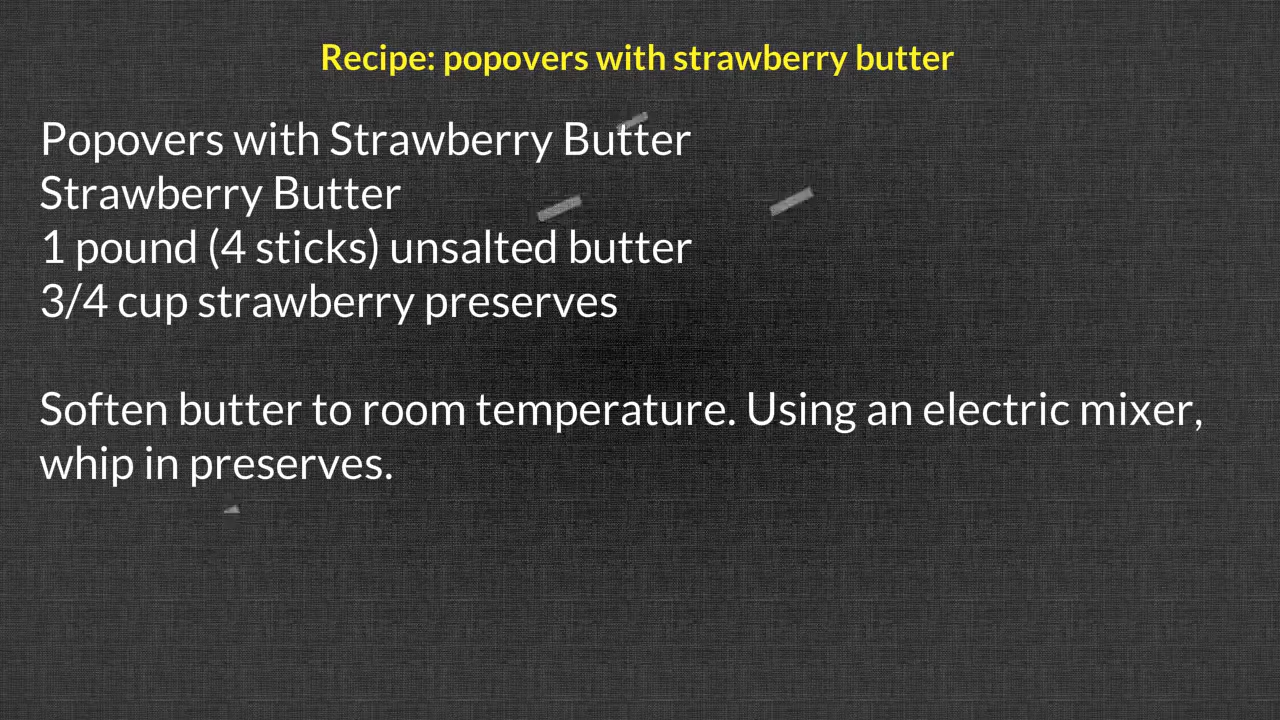 Recipe: popovers with strawberry butter
Popovers with Strawberry Butter
Strawberry Butter
1 pound (4 sticks) unsalted butter
3/4 cup strawberry preserves
Soften butter to room temperature. Using an electric mixer,
whip in preserves.